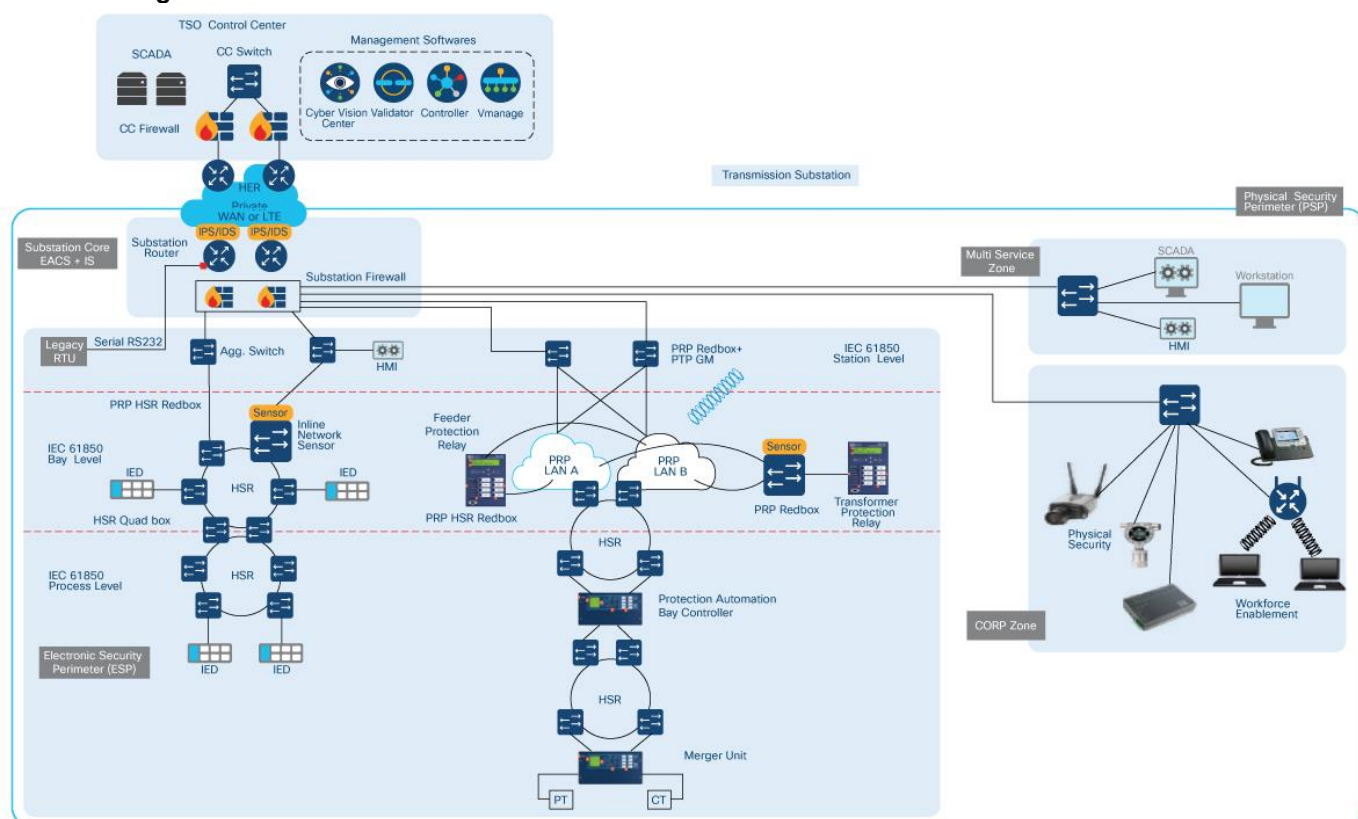 TSO Control Center
SCADA
CC Switch
Management Softwares
Cyber Vision
Center
Validator
Controller
Vmanage
CC Firewall
HER
Private
WAN or LTE
Transmission Substation
Physical Security
Perimeter (PSP)
IPS/IDS
IPS/IDS
Substation Core
EACS + IS
Substation
Router
Substation Firewall
Multi Service
Zone
SCADA
Workstation
HMI
Legacy
RTU
Serial RS232
Agg. Switch
HMI
PRP Redbox+
PTP GM
IEC 61850
Station Level
PRP HSR Redbox
Sensor
Inline
Network
Sensor
Feeder
Protection
Relay
IEC 61850
Bay Level
IED
HSR
IED
PRP
LAN A
PRP
LAN B
Sensor
PRP HSR Redbox
PRP Redbox
Transformer
Protection
Relay
HSR Quad box
HSR
IEC 61850
Process Level
HSR
Protection Automation
Bay Controller
Electronic Security
Perimeter (ESP)
IED
IED
HSR
Merger Unit
PT
CT
Physical
Security
Workforce
Enablement
CORP Zone